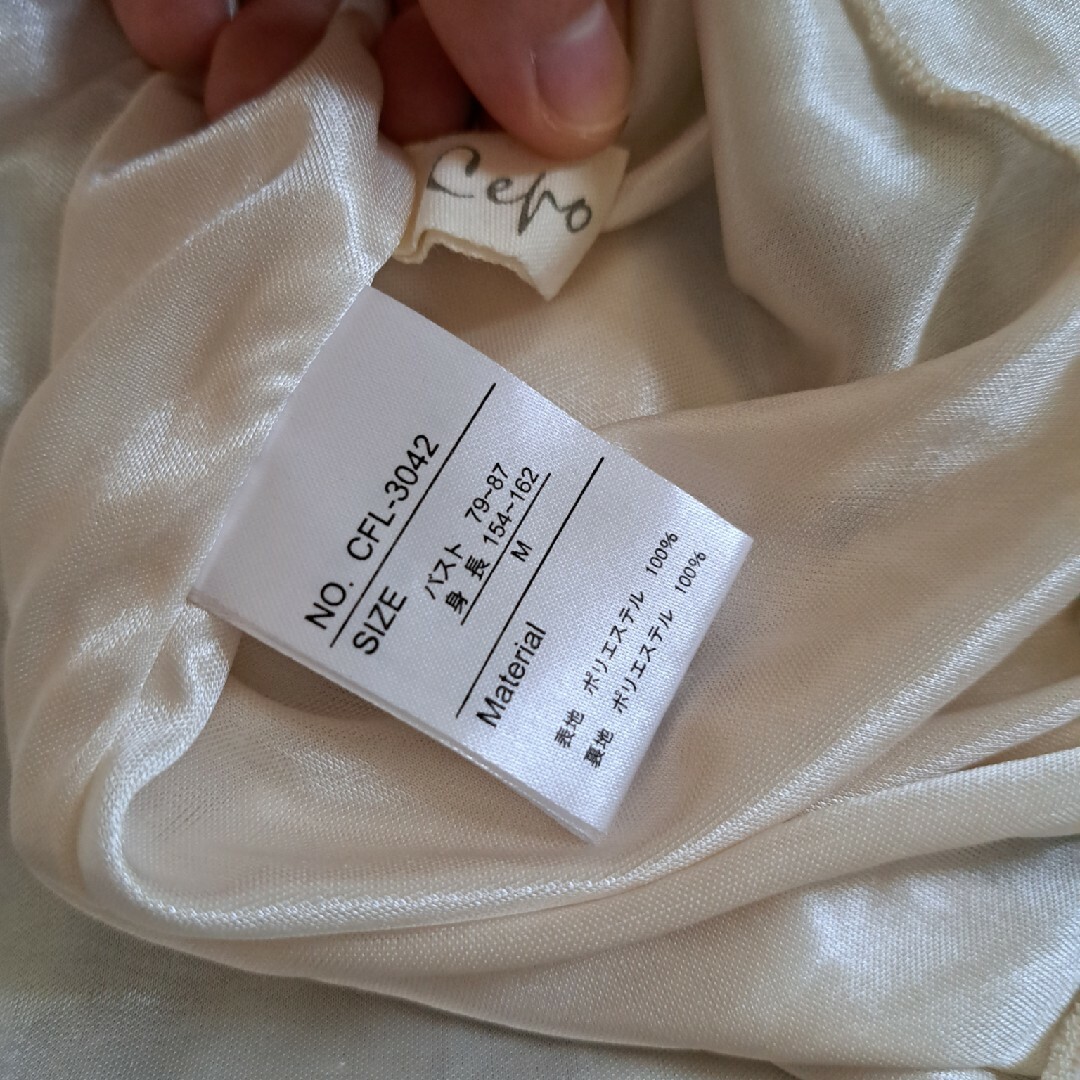 Cepo
NO. CFL-3042
SIZE
バスト 79~87
身 長 154~162
M
Material
表地 ポリエステル 100%
裏地 ポリエステル 100%